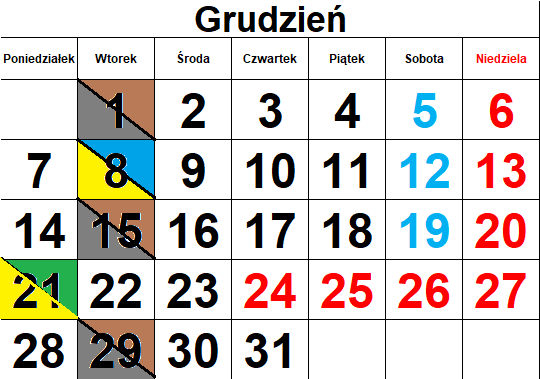 Grudzień
Poniedziałek Wtorek Środa Czwartek Piątek Sobota Niedziela
1 2 3 4 5 6
7 8 9 10 11 12 13
14 15 16 17 18 19 20
21 22 23 24 25 26 27
28 29 30 31